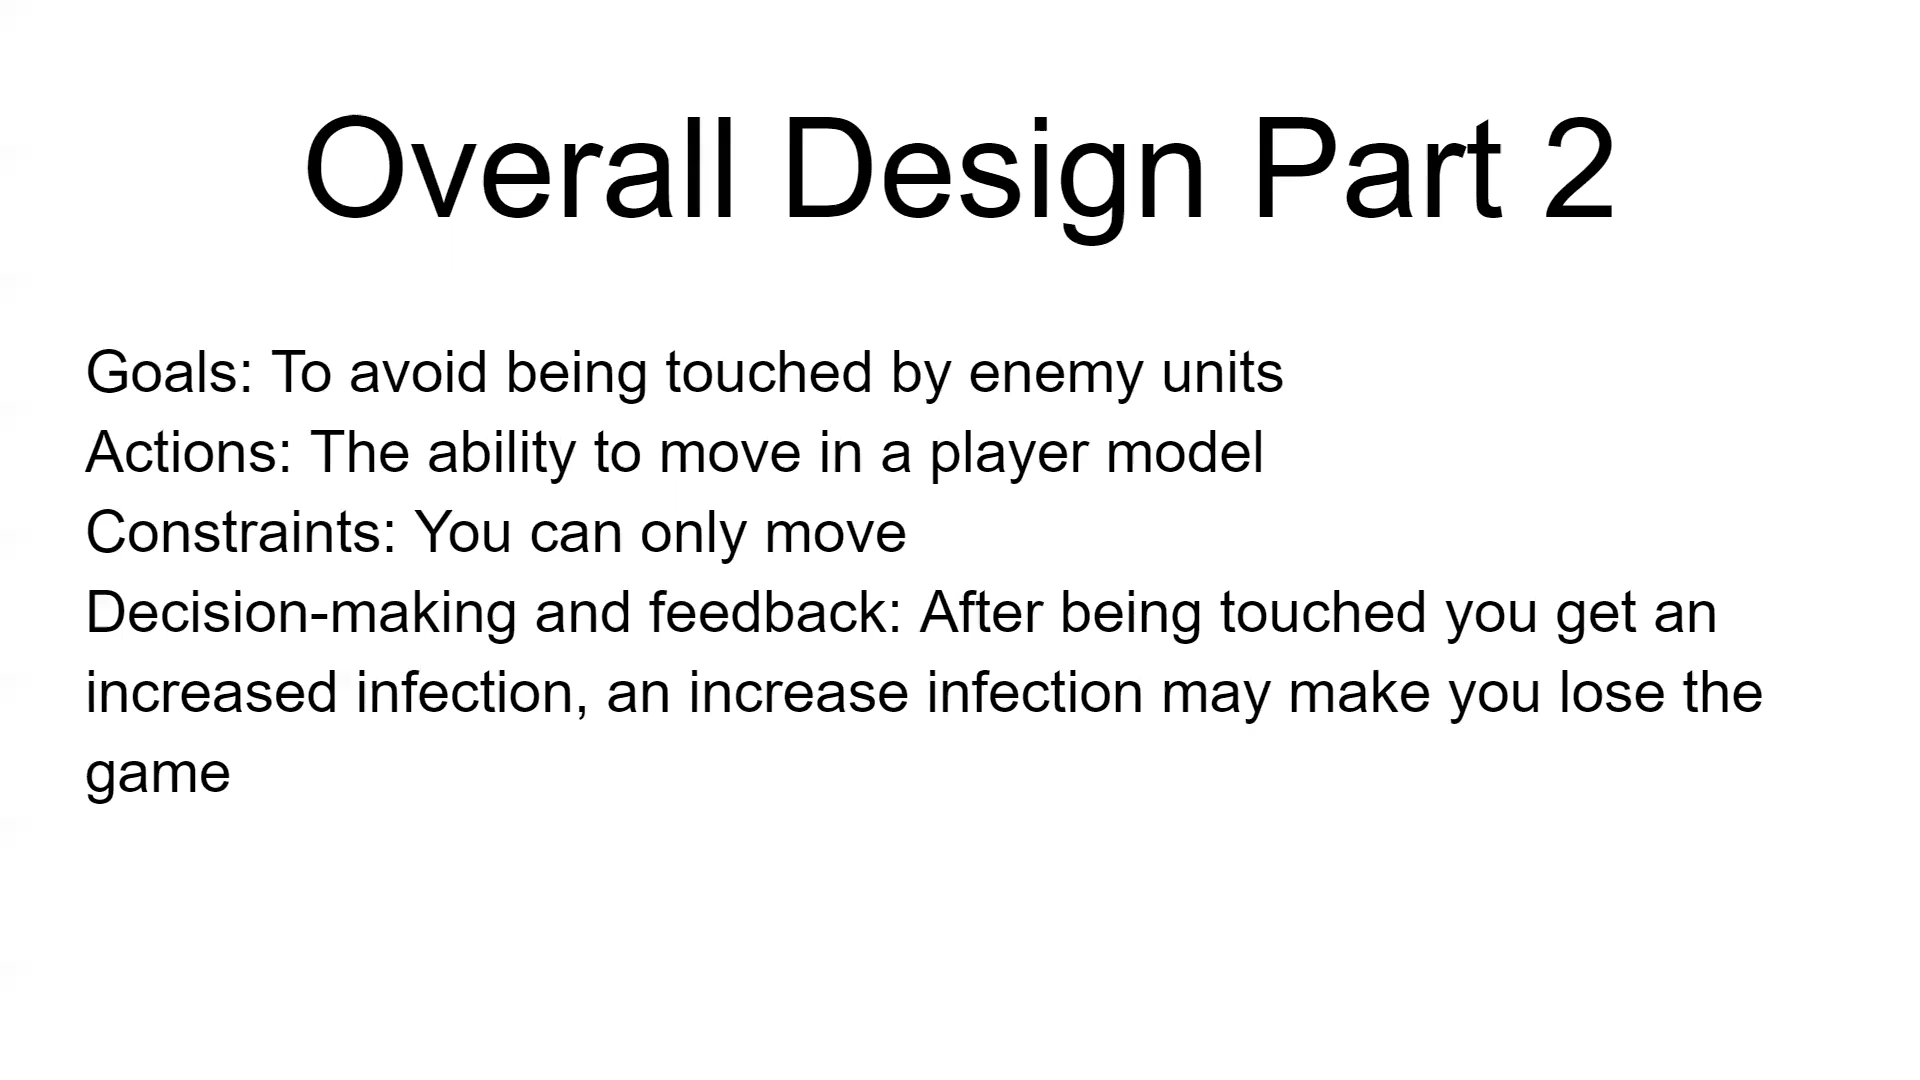 Overall Design Part 2
Goals: To avoid being touched by enemy units
Actions: The ability to move in a player model
Constraints: You can only move
Decision-making and feedback: After being touched you get an
increased infection, an increase infection may make you lose the
game